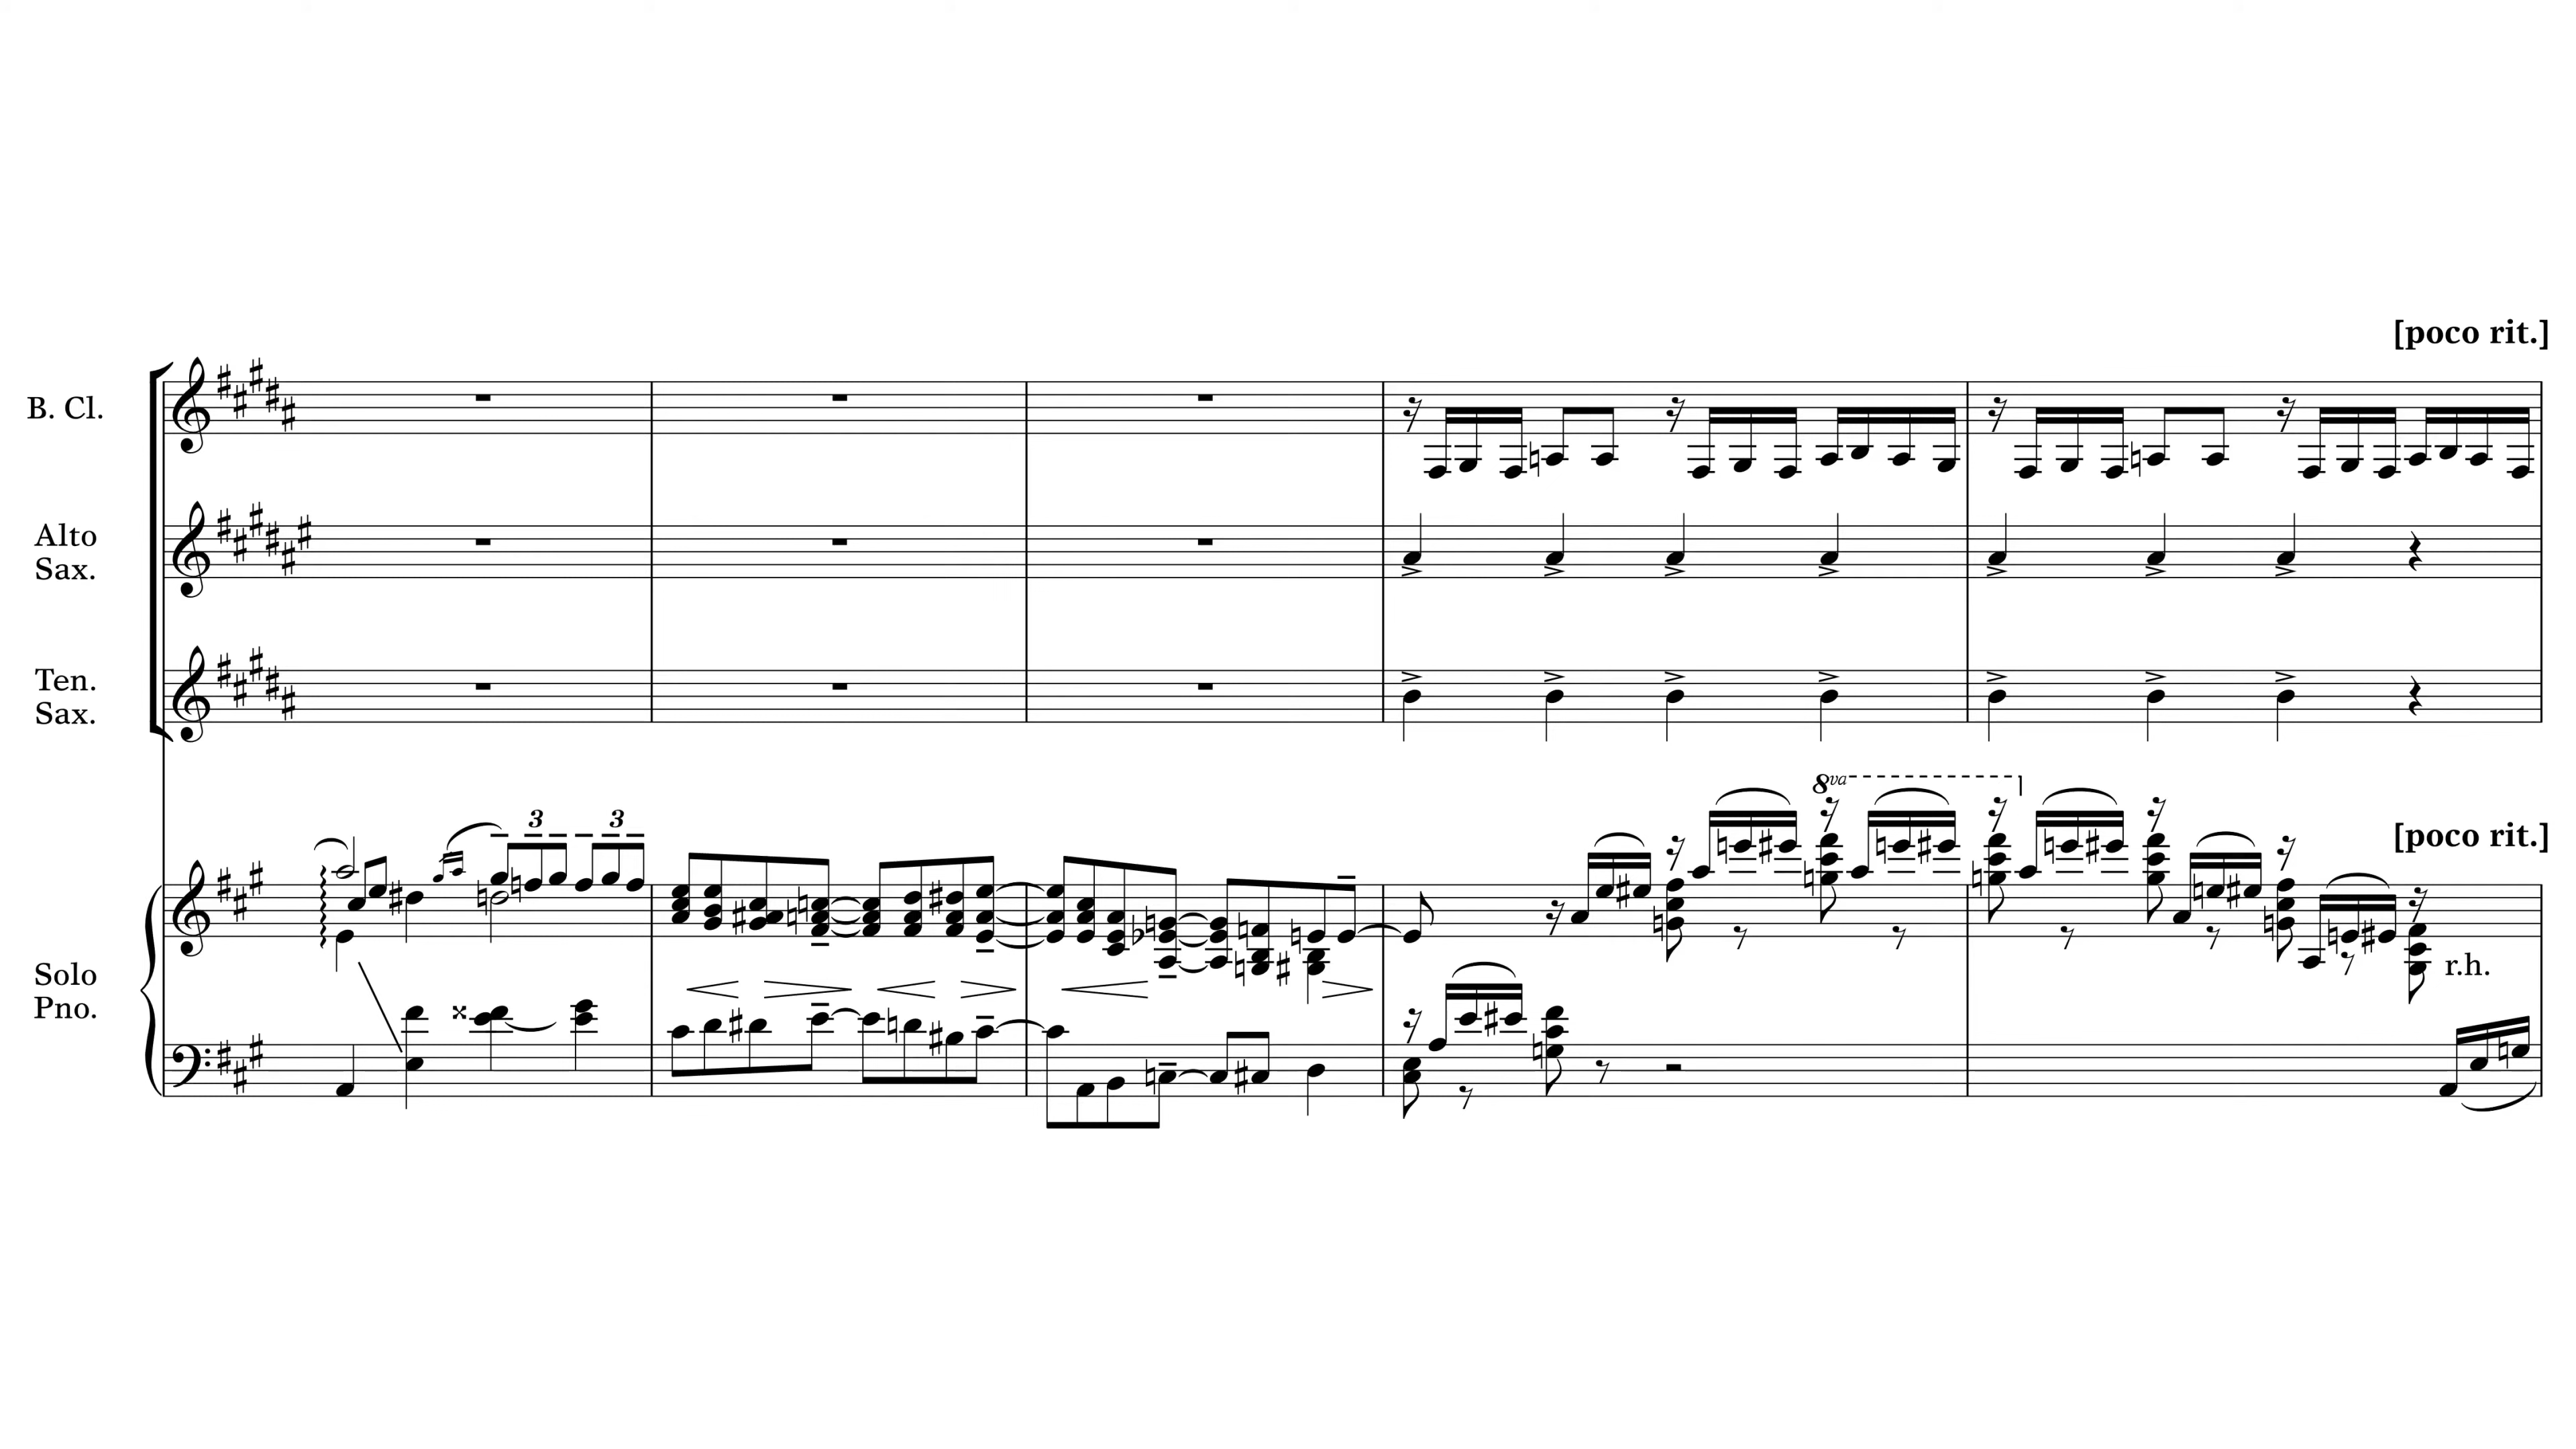 [poco rit.]
B. Cl.
Alto
Sax.
Ten.
Sax.
8va
3 3
[poco rit.]
Solo
Pno.
r.h.